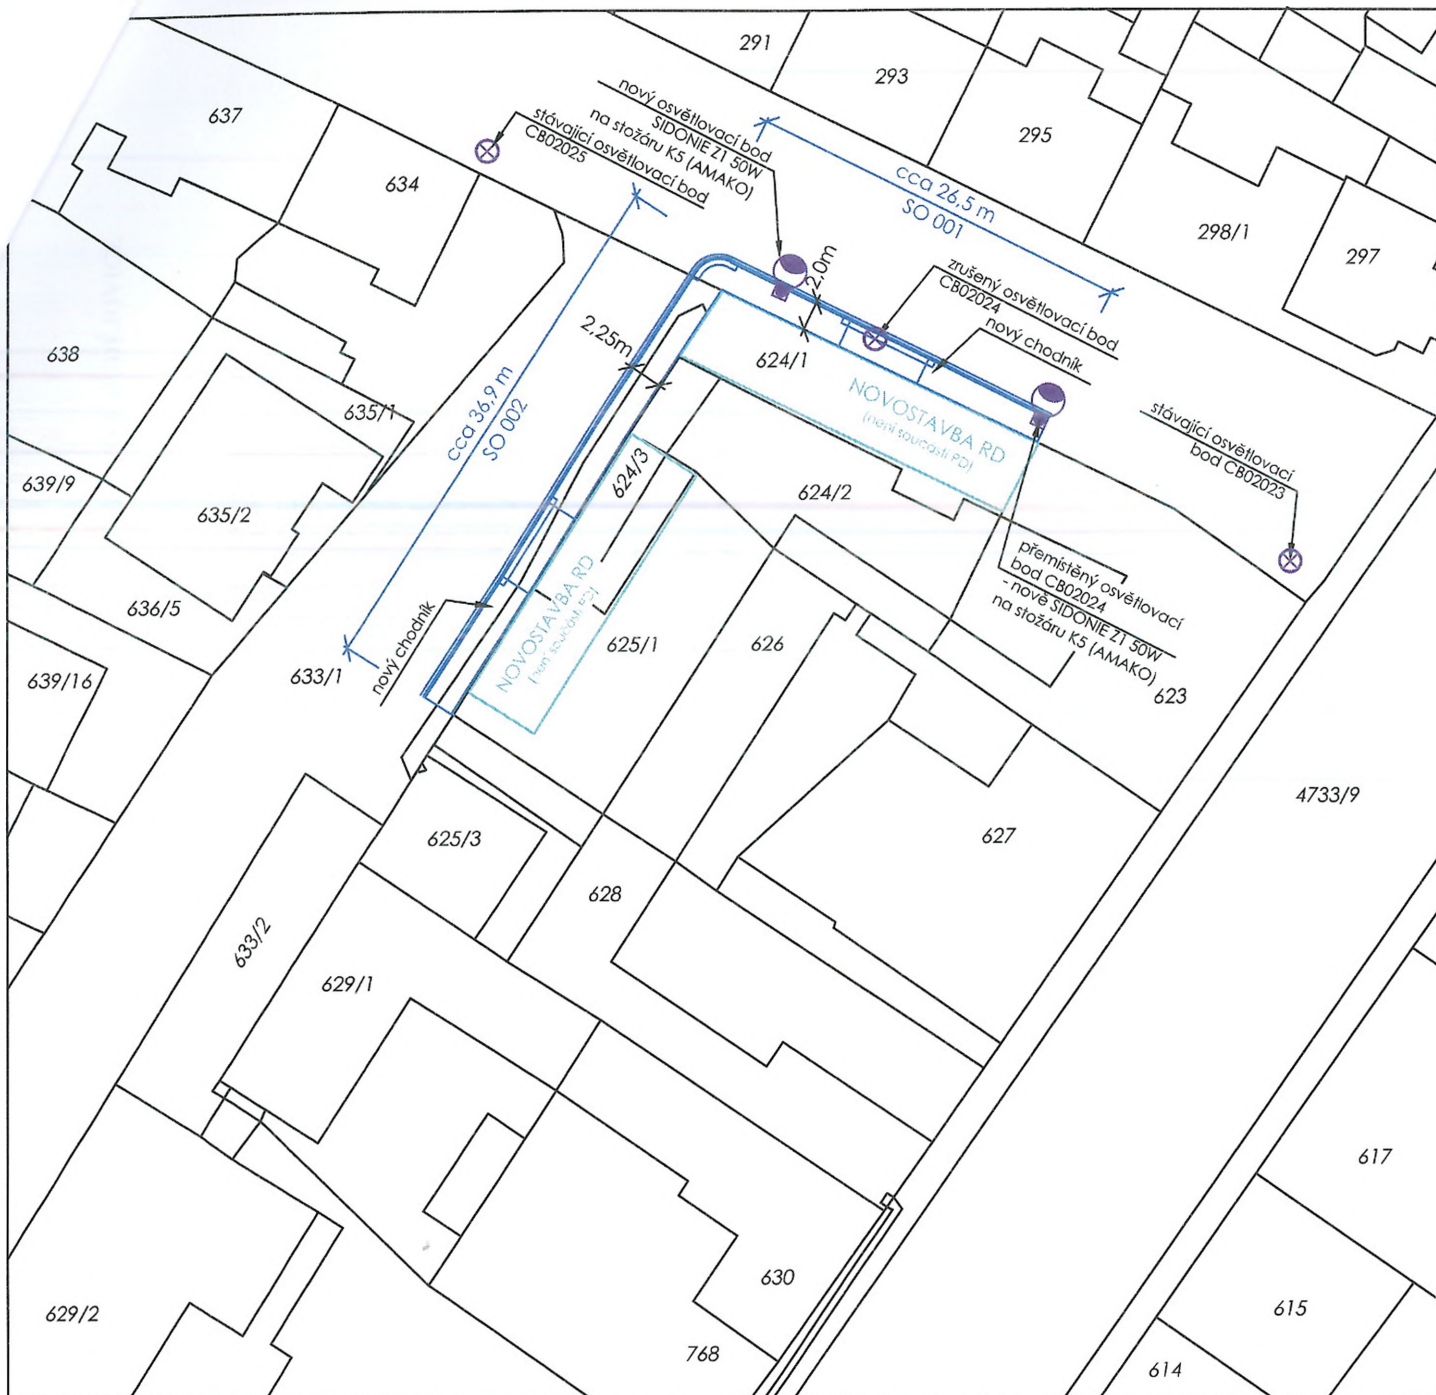 291
293
295
298/1
297
637
634
nový osvětlovací bod
SIDONIE Z1 50W
na stožáru K5 (AMAKO)
stávající osvětlovací bod
CB02025
cca 26,5 m
SO 001
2,0m
zrušený osvětlovací bod
CB02024
nový chodník
638
2,25m
624/1
NOVOSTAVBA RD
(není součástí PD)
635/1
cca 36,9 m
SO 002
stávající osvětlovací
bod CB02023
639/9
635/2
624/3
624/2
přemístěný osvětlovací
bod CB02024
- nově SIDONIE Z1 50W
na stožáru K5 (AMAKO)
636/5
NOVOSTAVBA RD
(není součástí PD)
625/1
626
639/16
633/1
nový chodník
623
4733/9
625/3
627
628
633/2
629/1
617
630
629/2
615
768
614